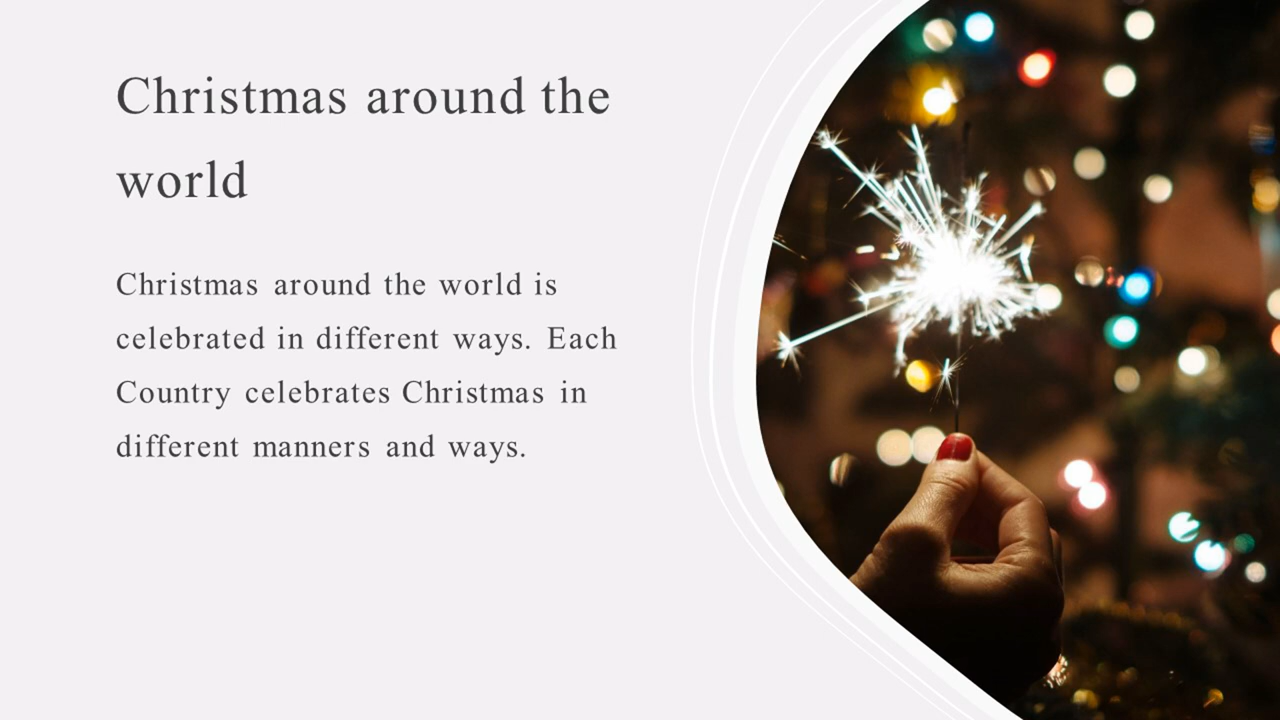 Christmas around the
world
Christmas around the world is
celebrated in different ways. Each
Country celebrates Christmas in
different manners and ways.